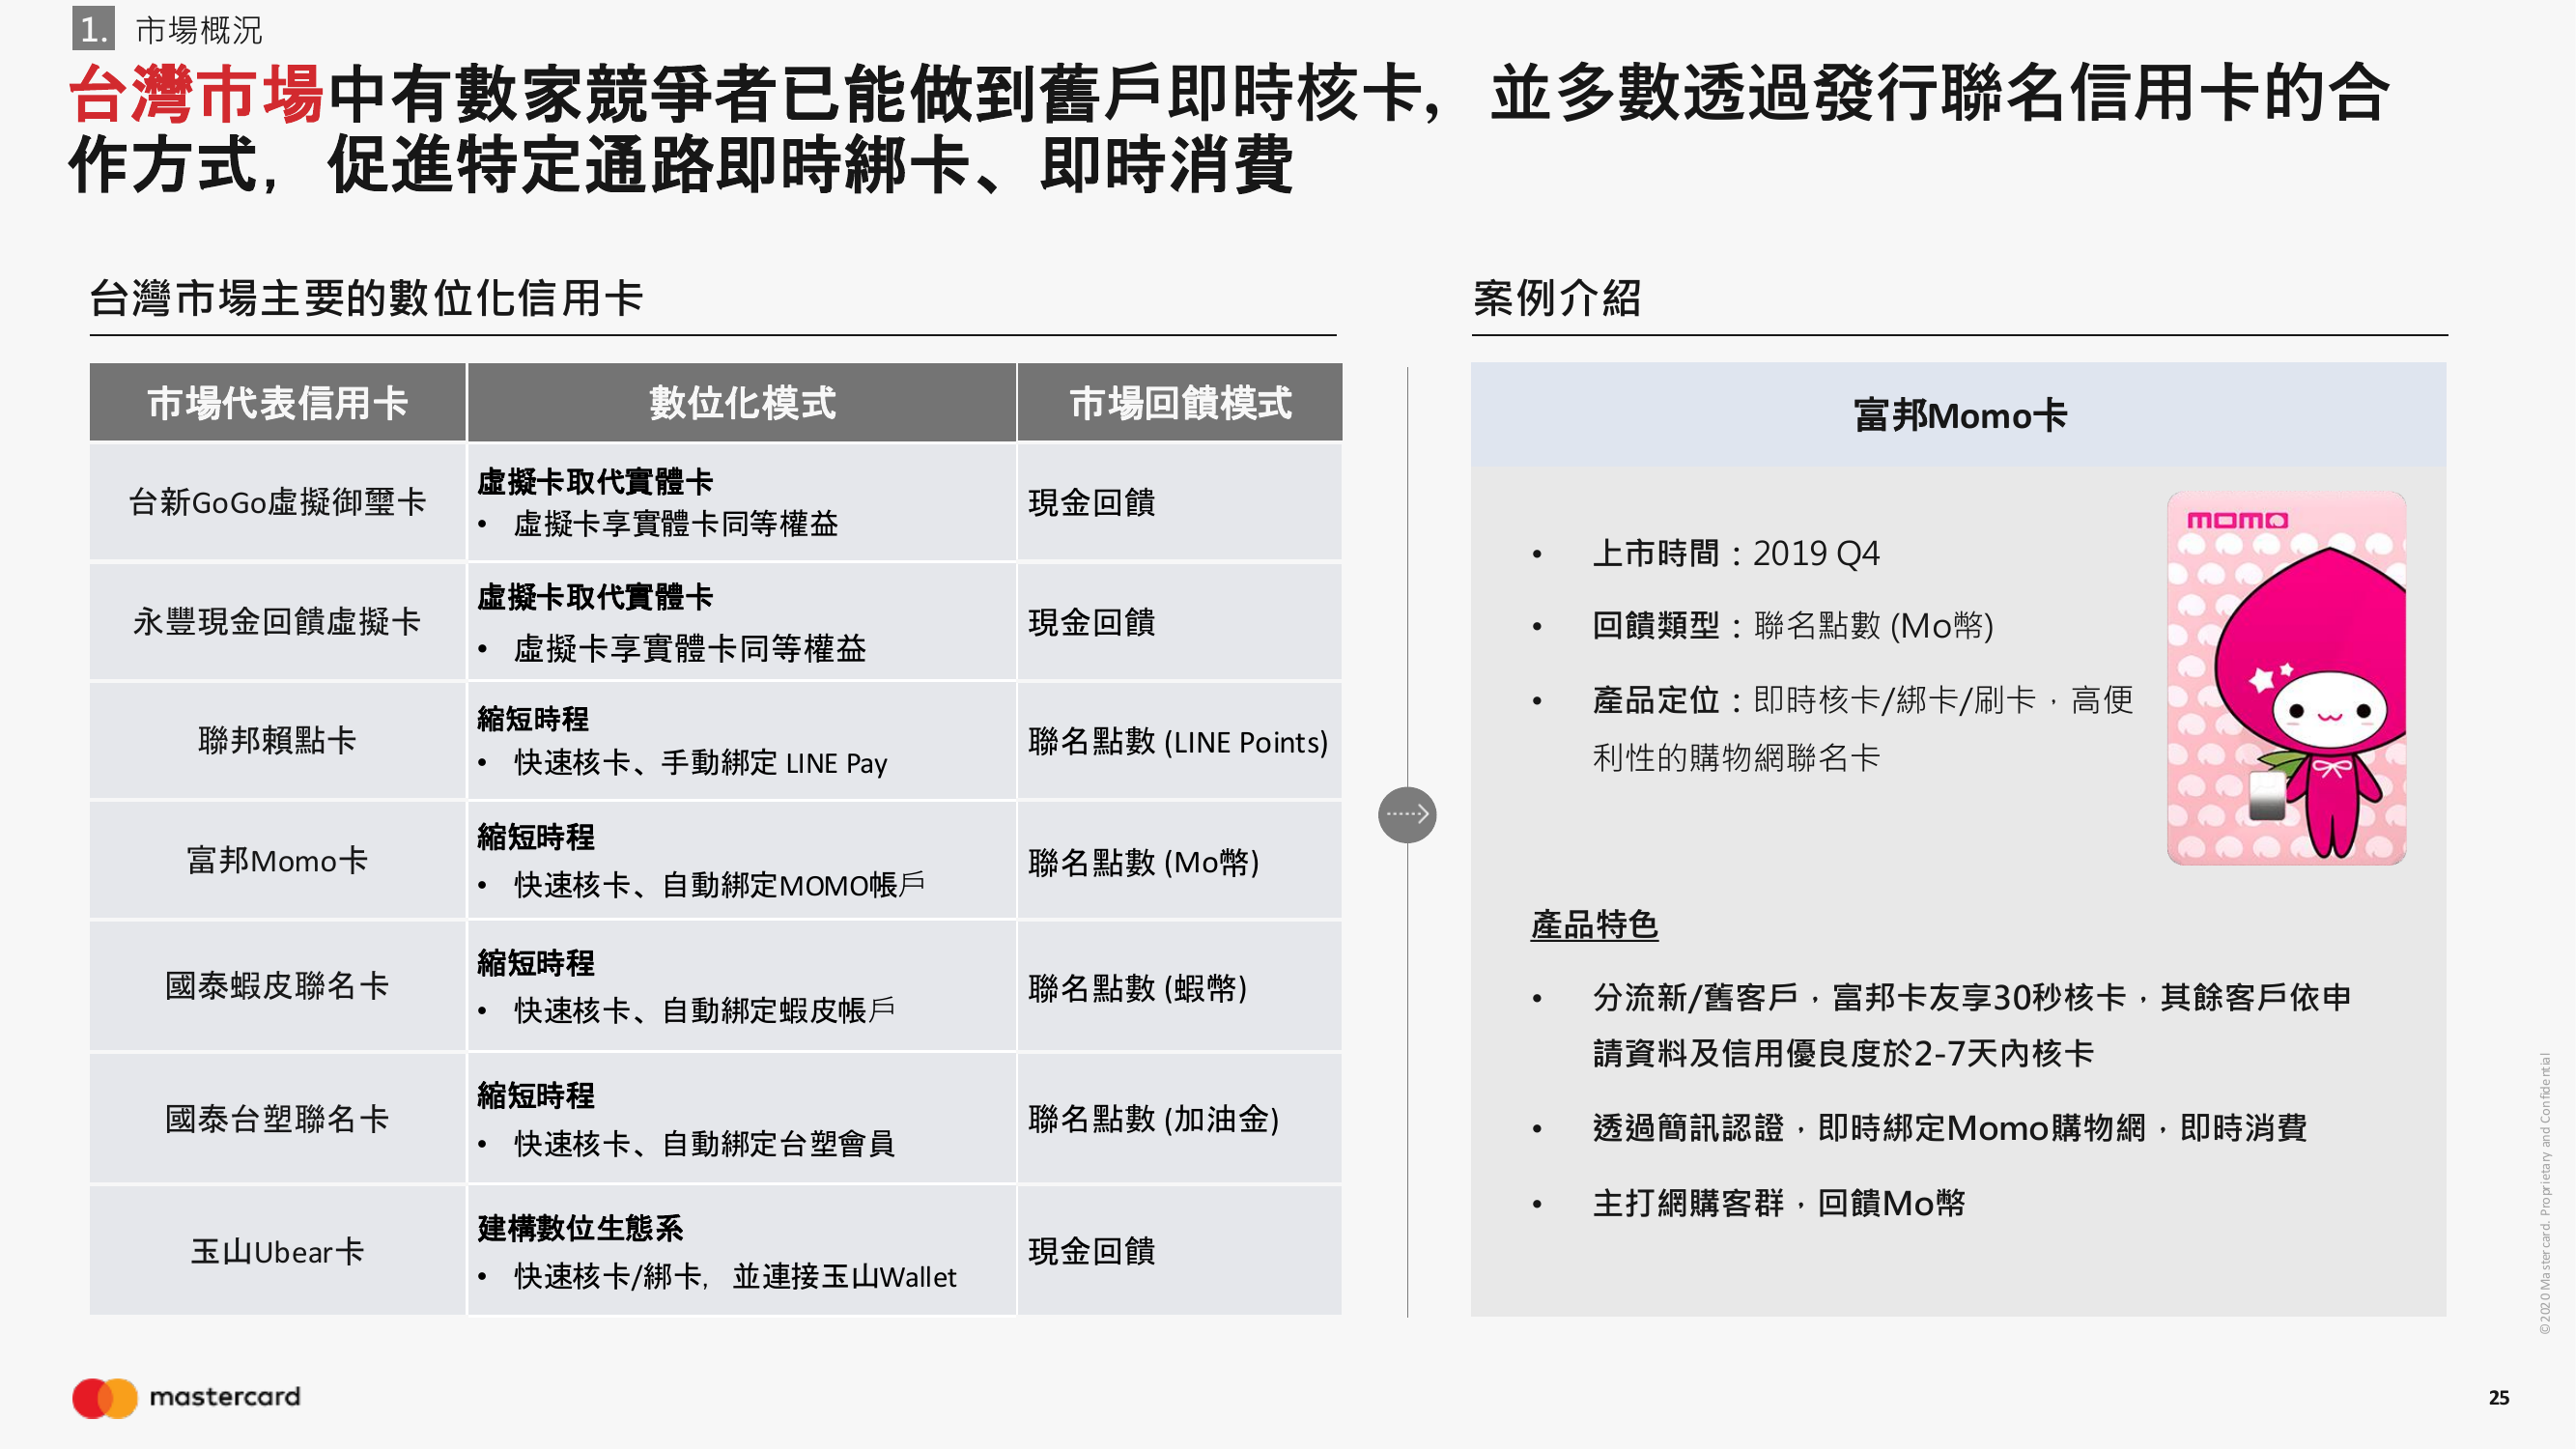 1. 市場概況
台灣市場中有數家競爭者已能做到舊戶即時核卡，並多數透過發行聯名信用卡的合
作方式，促進特定通路即時綁卡、即時消費
台灣市場主要的數位化信用卡
市場代表信用卡 數位化模式 市場回饋模式
台新GoGo虛擬御璽卡
虛擬卡取代實體卡
• 虛擬卡享實體卡同等權益
現金回饋
永豐現金回饋虛擬卡
虛擬卡取代實體卡
• 虛擬卡享實體卡同等權益
現金回饋
聯邦賴點卡
縮短時程
• 快速核卡、手動綁定 LINE Pay
聯名點數 (LINE Points)
富邦Momo卡
縮短時程
• 快速核卡、自動綁定MOMO帳戶
聯名點數 (Mo幣)
國泰蝦皮聯名卡
縮短時程
• 快速核卡、自動綁定蝦皮帳戶
聯名點數 (蝦幣)
國泰台塑聯名卡
縮短時程
• 快速核卡、自動綁定台塑會員
聯名點數 (加油金)
玉山Ubear卡
建構數位生態系
• 快速核卡/綁卡，並連接玉山Wallet
現金回饋
案例介紹
富邦Momo卡
• 上市時間：2019 Q4
• 回饋類型：聯名點數 (Mo幣)
• 產品定位：即時核卡/綁卡/刷卡，高便
利性的購物網聯名卡
momo
產品特色
• 分流新/舊客戶，富邦卡友享30秒核卡，其餘客戶依申
請資料及信用優良度於2-7天內核卡
• 透過簡訊認證，即時綁定Momo購物網，即時消費
• 主打網購客群，回饋Mo幣
©2020 Mastercard. Proprietary and Confidential
mastercard
25